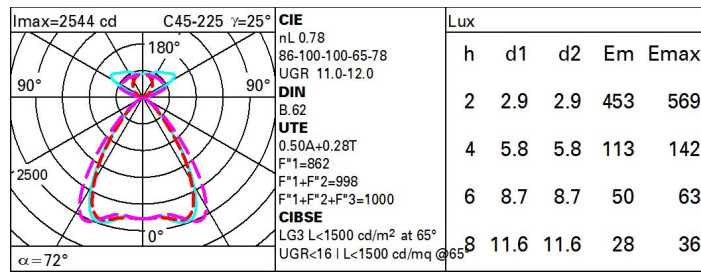 Imax=2544 cd C45-225 γ=25°
180°
90° 90°
2500
0°
α=72°
CIE
nL 0.78
86-100-100-65-78
UGR 11.0-12.0
DIN
B.62
UTE
0.50A+0.28T
F"1=862
F"1+F"2=998
F"1+F"2+F"3=1000
CIBSE
LG3 L<1500 cd/m² at 65°
UGR<16 | L<1500 cd/mq @65°
Lux
h d1 d2 Em Emax
2 2.9 2.9 453 569
4 5.8 5.8 113 142
6 8.7 8.7 50 63
8 11.6 11.6 28 36